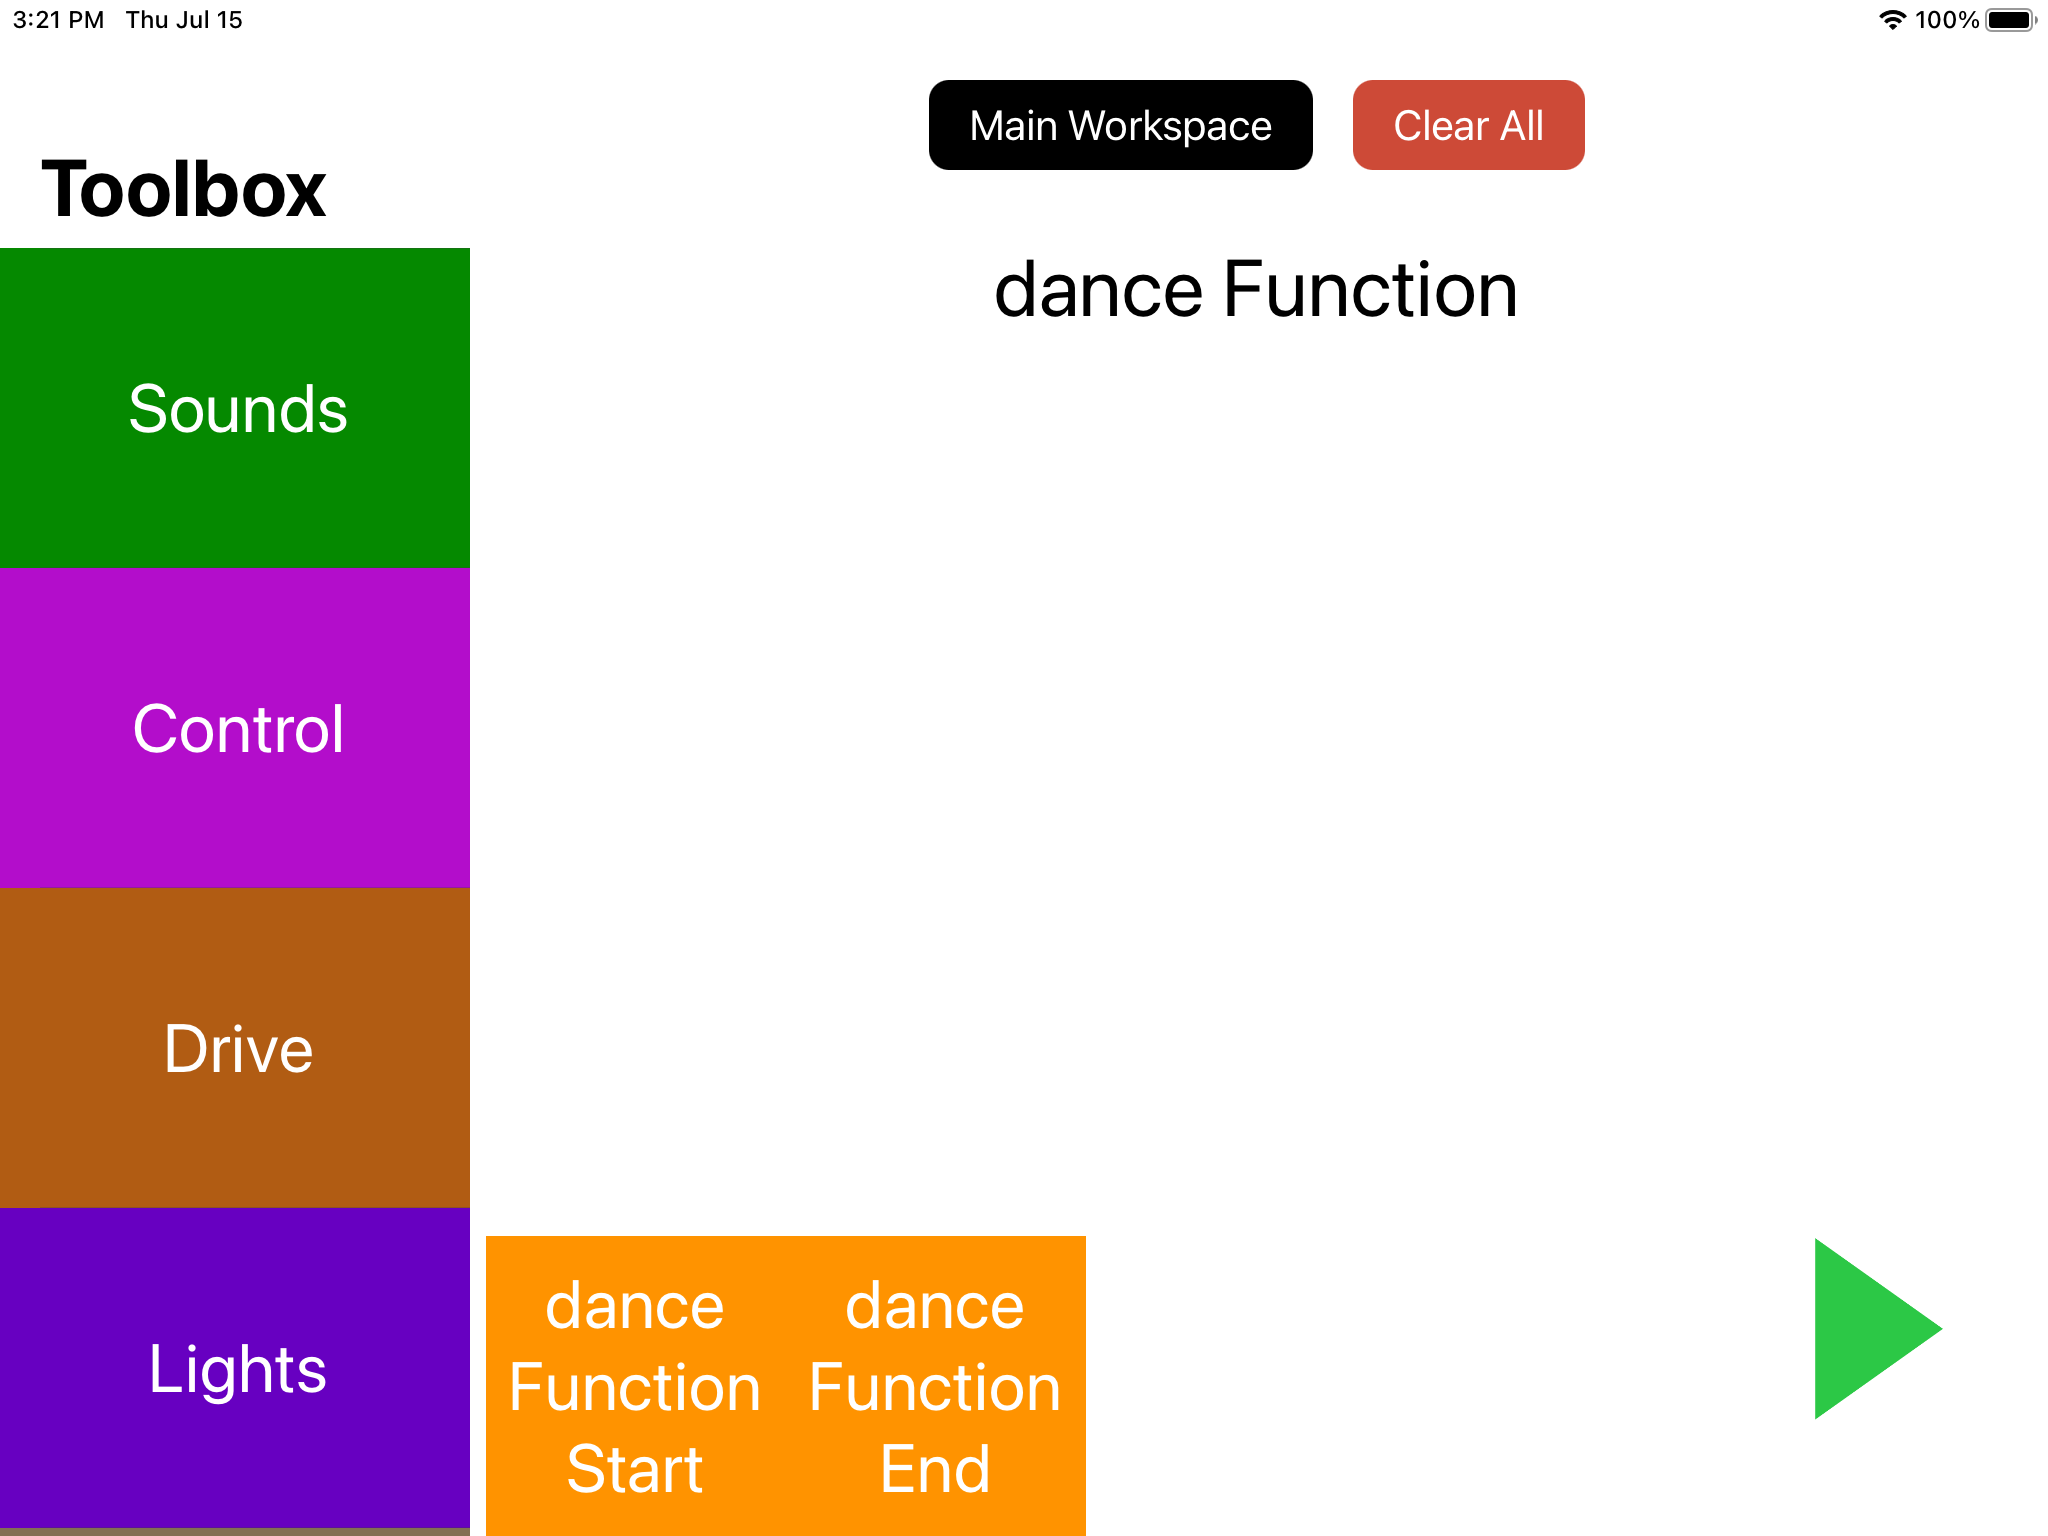 3:21 PM Thu Jul 15
100%
Main Workspace
Clear All
Toolbox
dance Function
Sounds
Control
Drive
Lights
dance
Function
Start
dance
Function
End